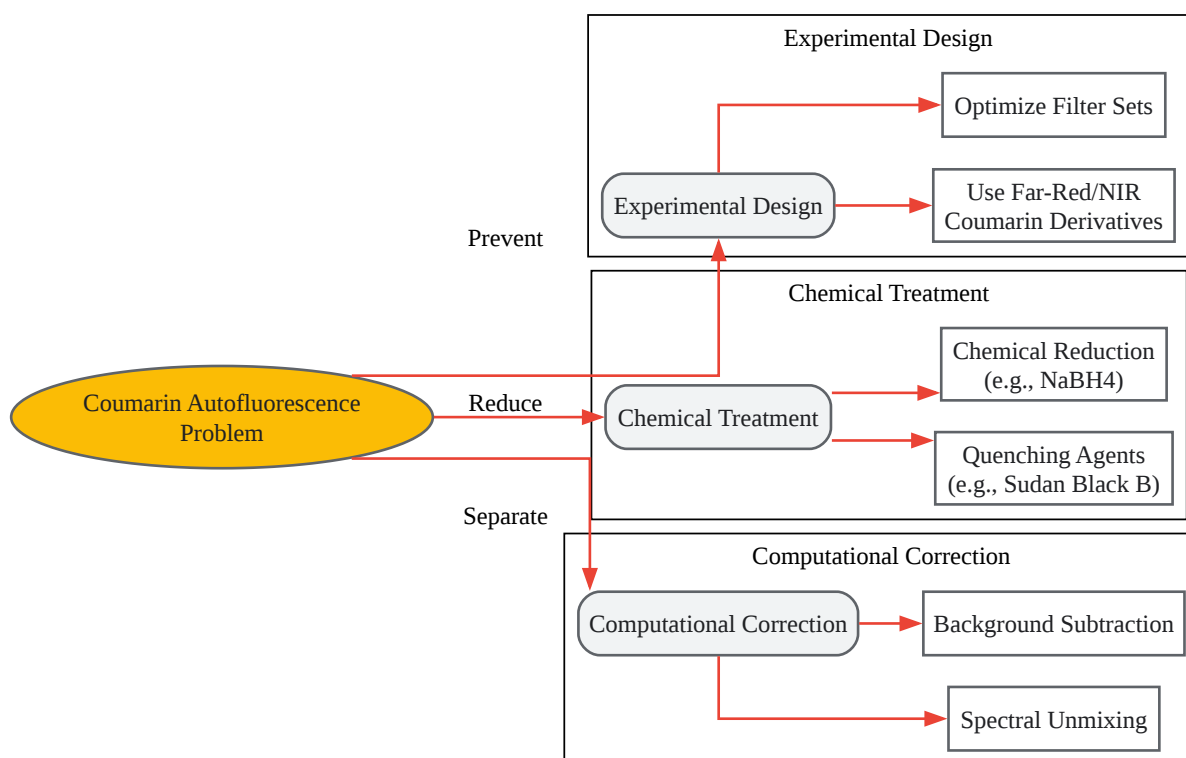 Experimental Design
Optimize Filter Sets
Experimental Design
Use Far-Red/NIR
Coumarin Derivatives
Prevent
Chemical Treatment
Chemical Reduction
(e.g., NaBH4)
Coumarin Autofluorescence
Problem
Reduce
Chemical Treatment
Quenching Agents
(e.g., Sudan Black B)
Separate
Computational Correction
Computational Correction
Background Subtraction
Spectral Unmixing